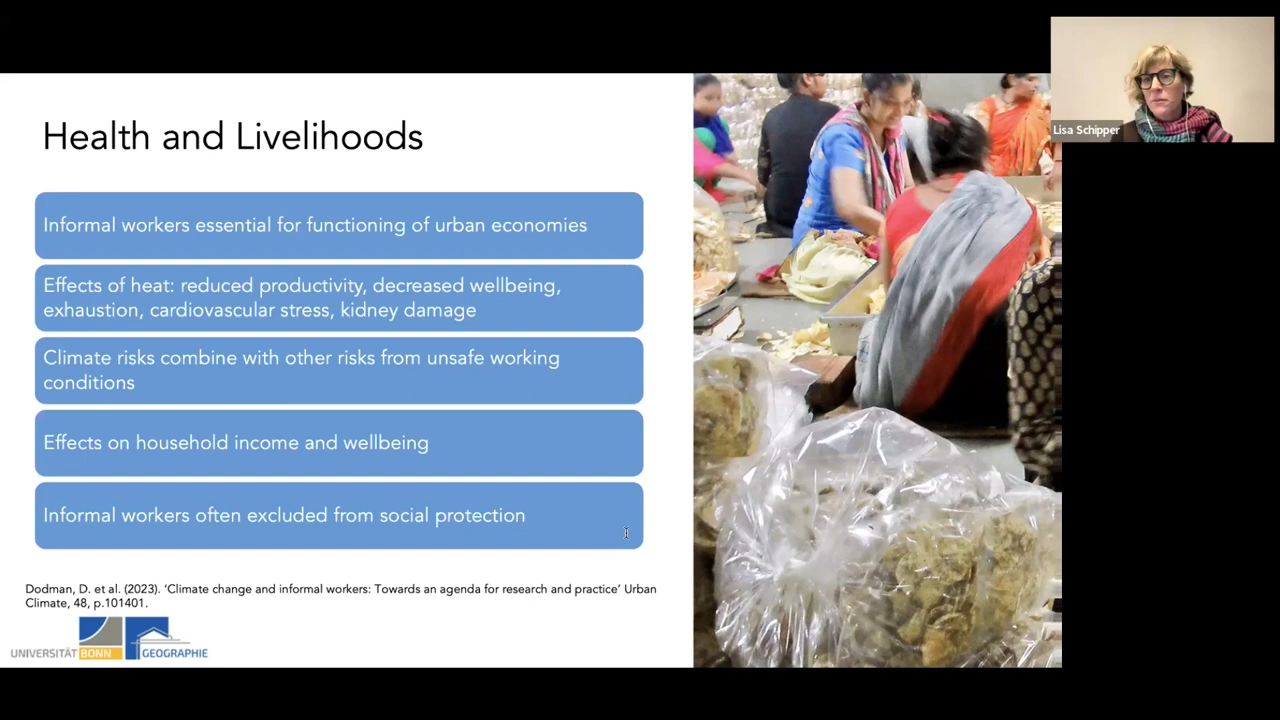 Lisa Schipper
Health and Livelihoods
Informal workers essential for functioning of urban economies
Effects of heat: reduced productivity, decreased wellbeing,
exhaustion, cardiovascular stress, kidney damage
Climate risks combine with other risks from unsafe working
conditions
Effects on household income and wellbeing
Informal workers often excluded from social protection
Dodman, D. et al. (2023). ‘Climate change and informal workers: Towards an agenda for research and practice’ Urban
Climate, 48, p.101401.
UNIVERSITÄT BONN GEOGRAPHIE